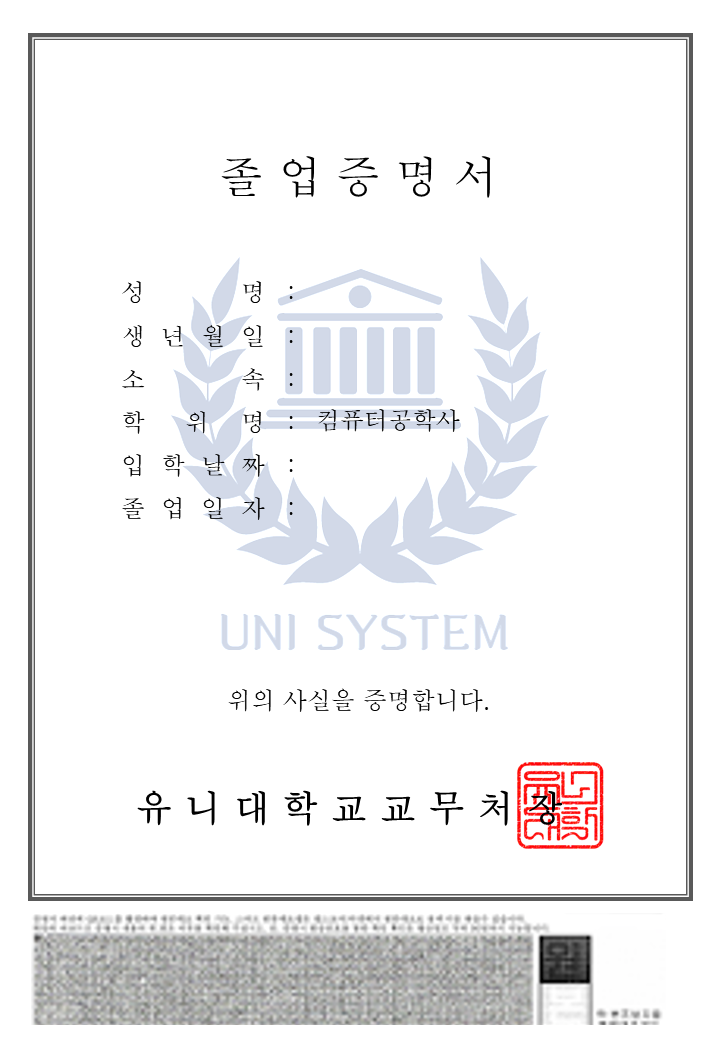 졸업증명서
성 명 :
생년월일 :
소 속 :
학 위 명 : 컴퓨터공학사
입학날짜 :
졸업일자 :
UNI SYSTEM
위의 사실을 증명합니다.
유니대학교교무처장